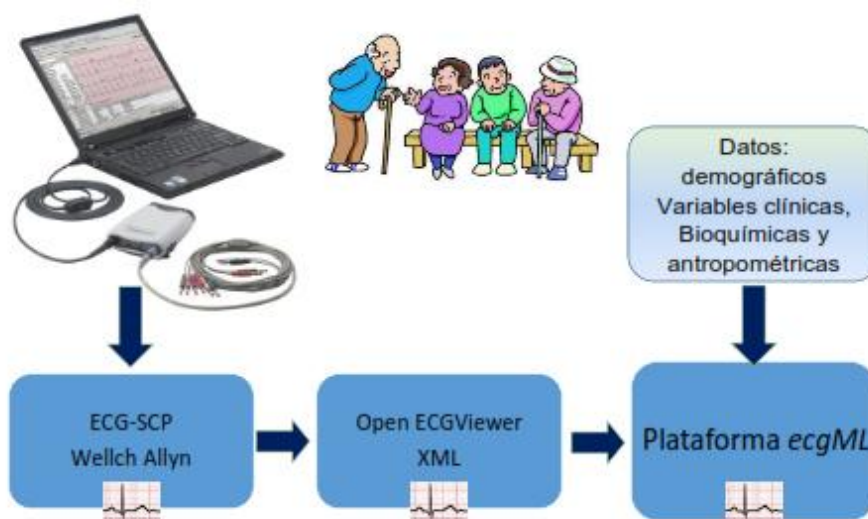 Datos:
demográficos
Variables clínicas,
Bioquímicas y
antropométricas
ECG-SCP
Wellch Allyn
Open ECGViewer
XML
Plataforma ecgML